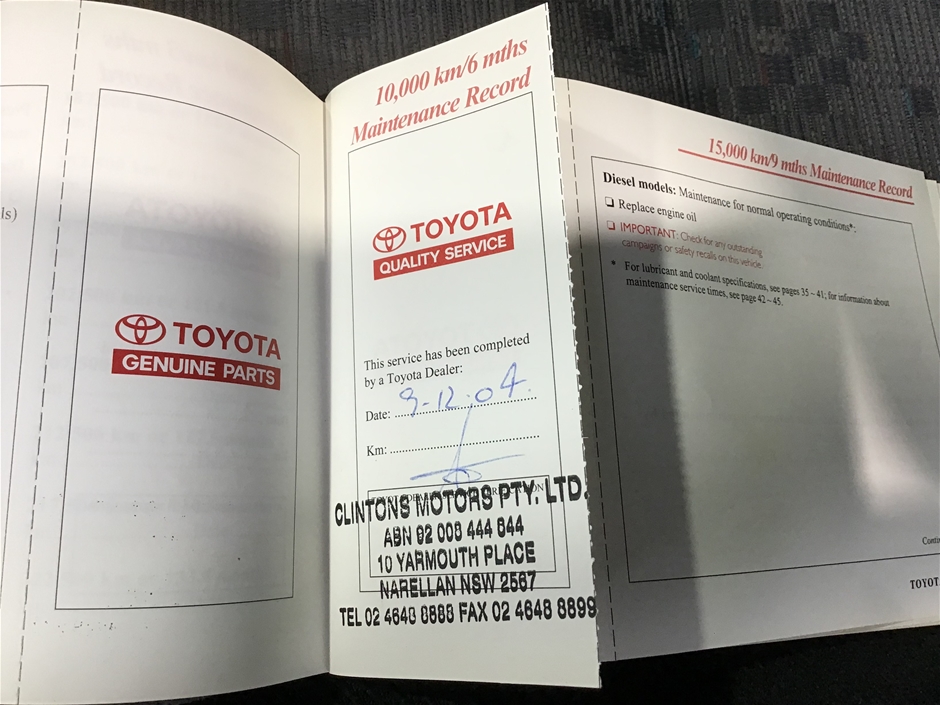 ls)
TOYOTA
GENUINE PARTS
10,000 km/6 mths
Maintenance Record
TOYOTA
QUALITY SERVICE
This service has been completed
by a Toyota Dealer:
Date: 9-12-04.
Km:
CLINTONS MOTORS PTY. LTD.
ABN 92 008 444 844
10 YARMOUTH PLACE
NARELLAN NSW 2567
TEL 02 4648 8888 FAX 02 4648 8899
15,000 km/9 mths Maintenance Record
Diesel models: Maintenance for normal operating conditions*:
❏ Replace engine oil
❏ IMPORTANT: Check for any outstanding
campaigns or safety recalls on this vehicle.
* For lubricant and coolant specifications, see pages 35 ~ 41; for information about
maintenance service times, see page 42 ~ 45.
Contin
TOYOTA